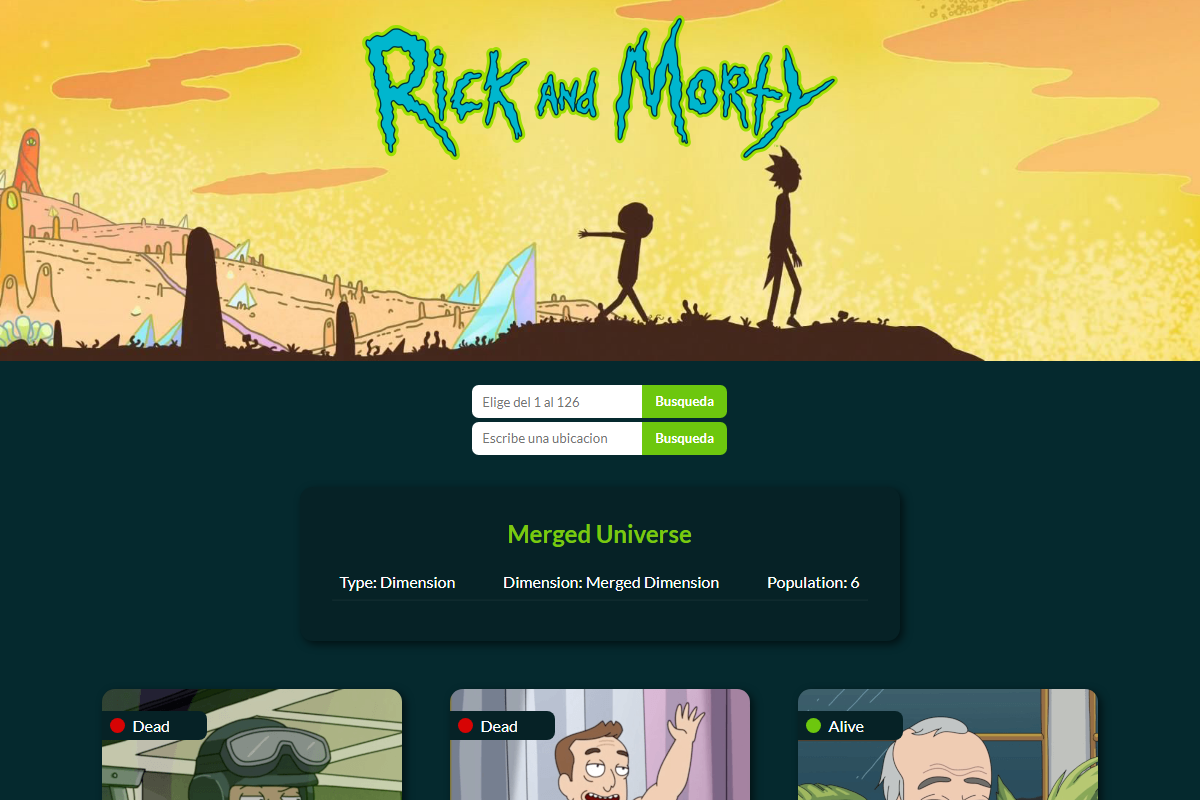 Rick and Morty
Elige del 1 al 126 Busqueda
Escribe una ubicacion Busqueda
Merged Universe
Type: Dimension Dimension: Merged Dimension Population: 6
Dead Dead Alive